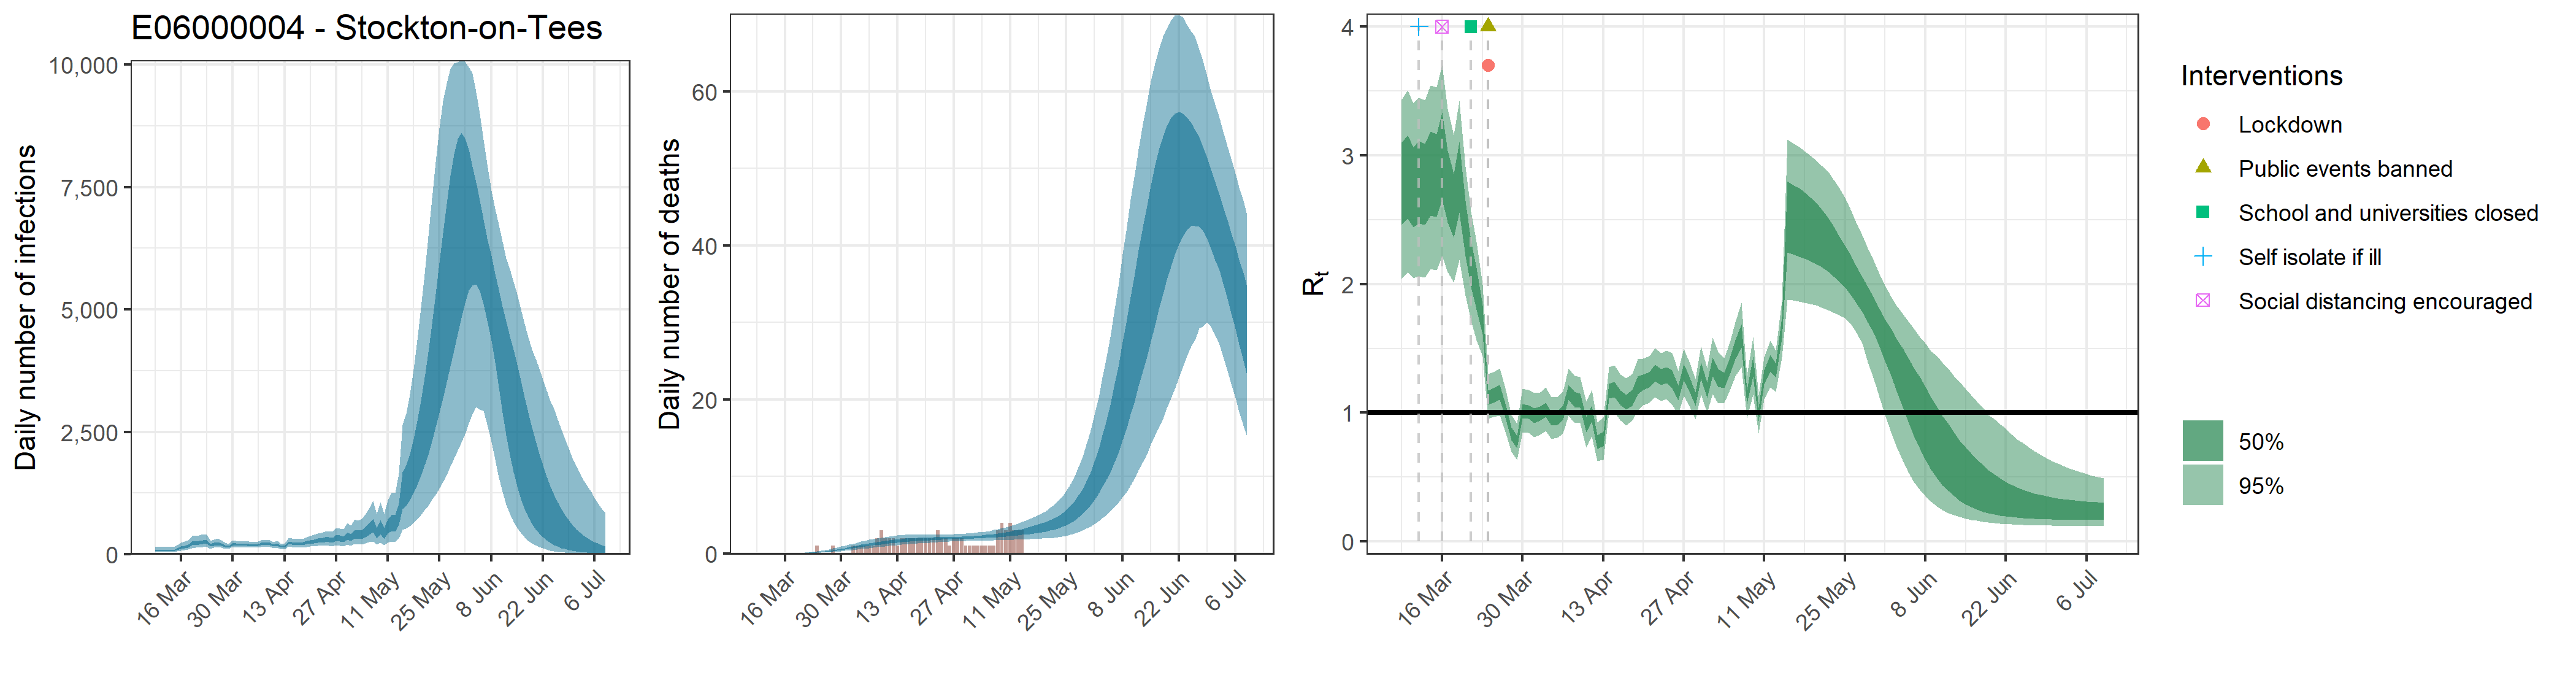 E06000004 - Stockton-on-Tees
Daily number of infections
10,000
7,500
5,000
2,500
0
16 Mar
30 Mar
13 Apr
27 Apr
11 May
25 May
8 Jun
22 Jun
6 Jul
Daily number of deaths
60
40
20
0
16 Mar
30 Mar
13 Apr
27 Apr
11 May
25 May
8 Jun
22 Jun
6 Jul
Rt
4
3
2
1
0
16 Mar
30 Mar
13 Apr
27 Apr
11 May
25 May
8 Jun
22 Jun
6 Jul
Interventions
Lockdown
Public events banned
School and universities closed
Self isolate if ill
Social distancing encouraged
50%
95%